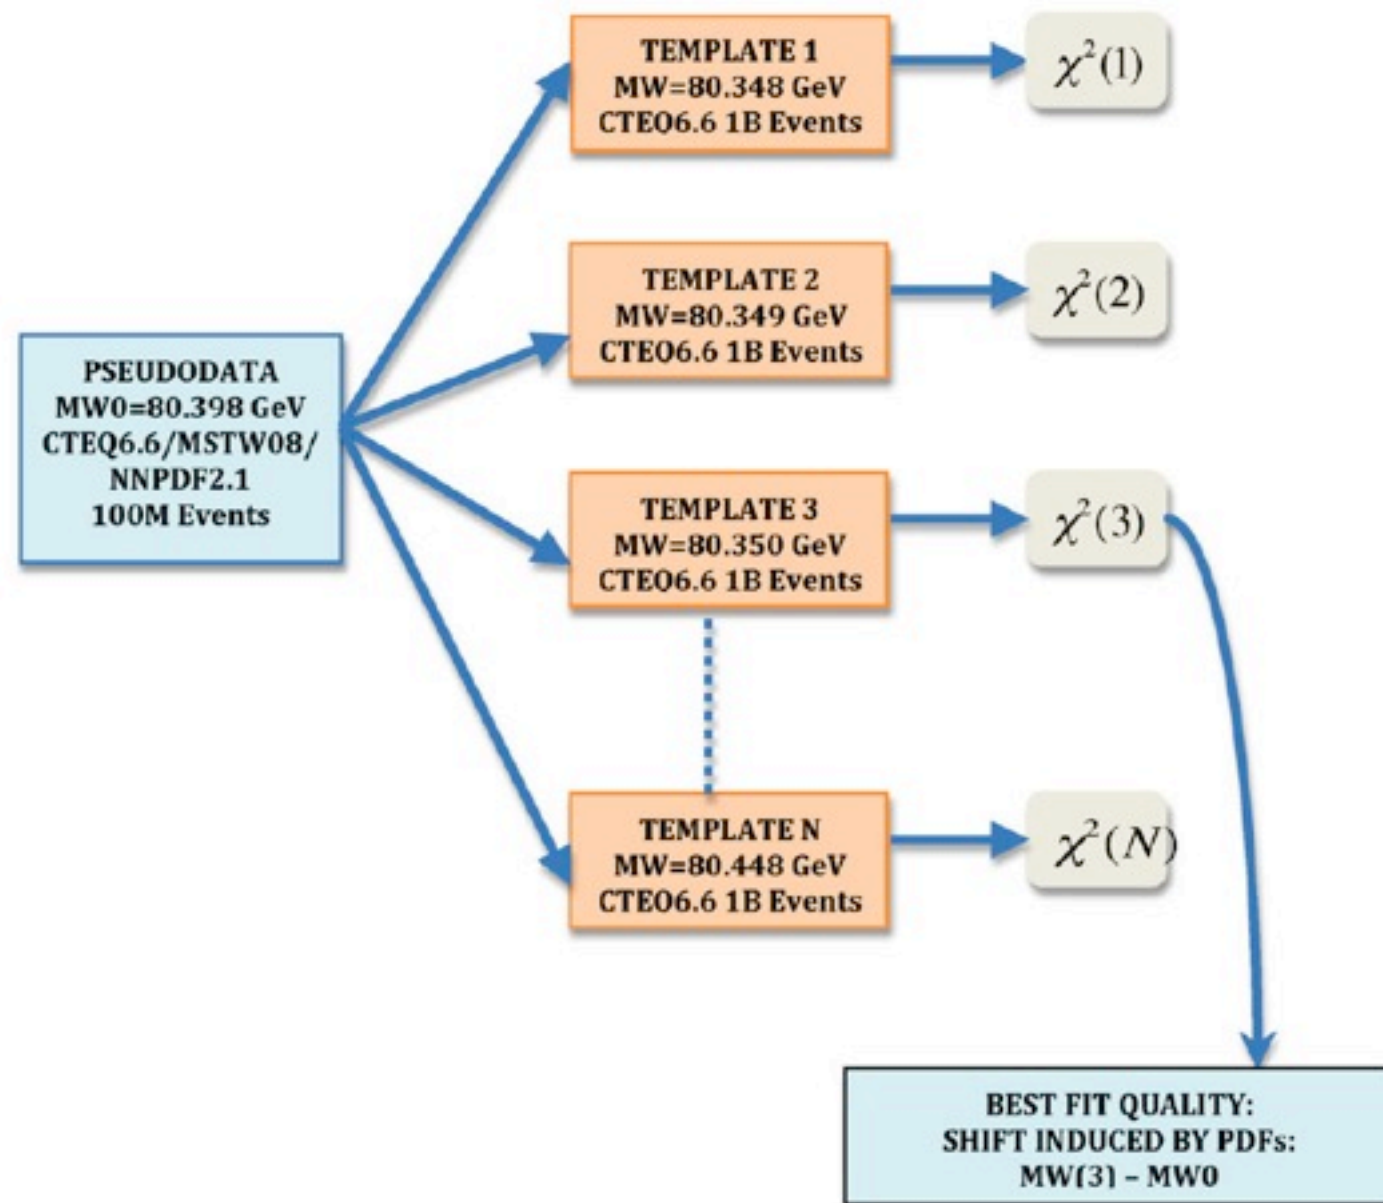 PSEUDODATA
MW0=80.398 GeV
CTEQ6.6/MSTW08/
NNPDF2.1
100M Events
TEMPLATE 1
MW=80.348 GeV
CTEQ6.6 1B Events
χ²(1)
TEMPLATE 2
MW=80.349 GeV
CTEQ6.6 1B Events
χ²(2)
TEMPLATE 3
MW=80.350 GeV
CTEQ6.6 1B Events
χ²(3)
TEMPLATE N
MW=80.448 GeV
CTEQ6.6 1B Events
χ²(N)
BEST FIT QUALITY:
SHIFT INDUCED BY PDFs:
MW(3) – MW0